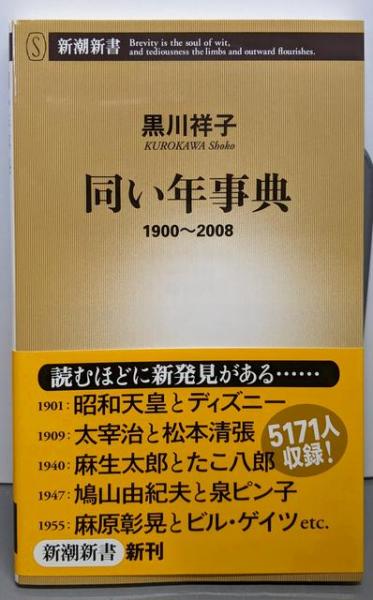 S 新潮新書
Brevity is the soul of wit,
and tediousness the limbs and outward flourishes.
黒川祥子
KUROKAWA Shoko
同い年事典
1900〜2008
読むほどに新発見がある……
1901:昭和天皇とディズニー
1909:太宰治と松本清張
1940:麻生太郎とたこ八郎
1947:鳩山由紀夫と泉ピン子
1955:麻原彰晃とビル・ゲイツetc.
5171人
収録!
新潮新書 新刊